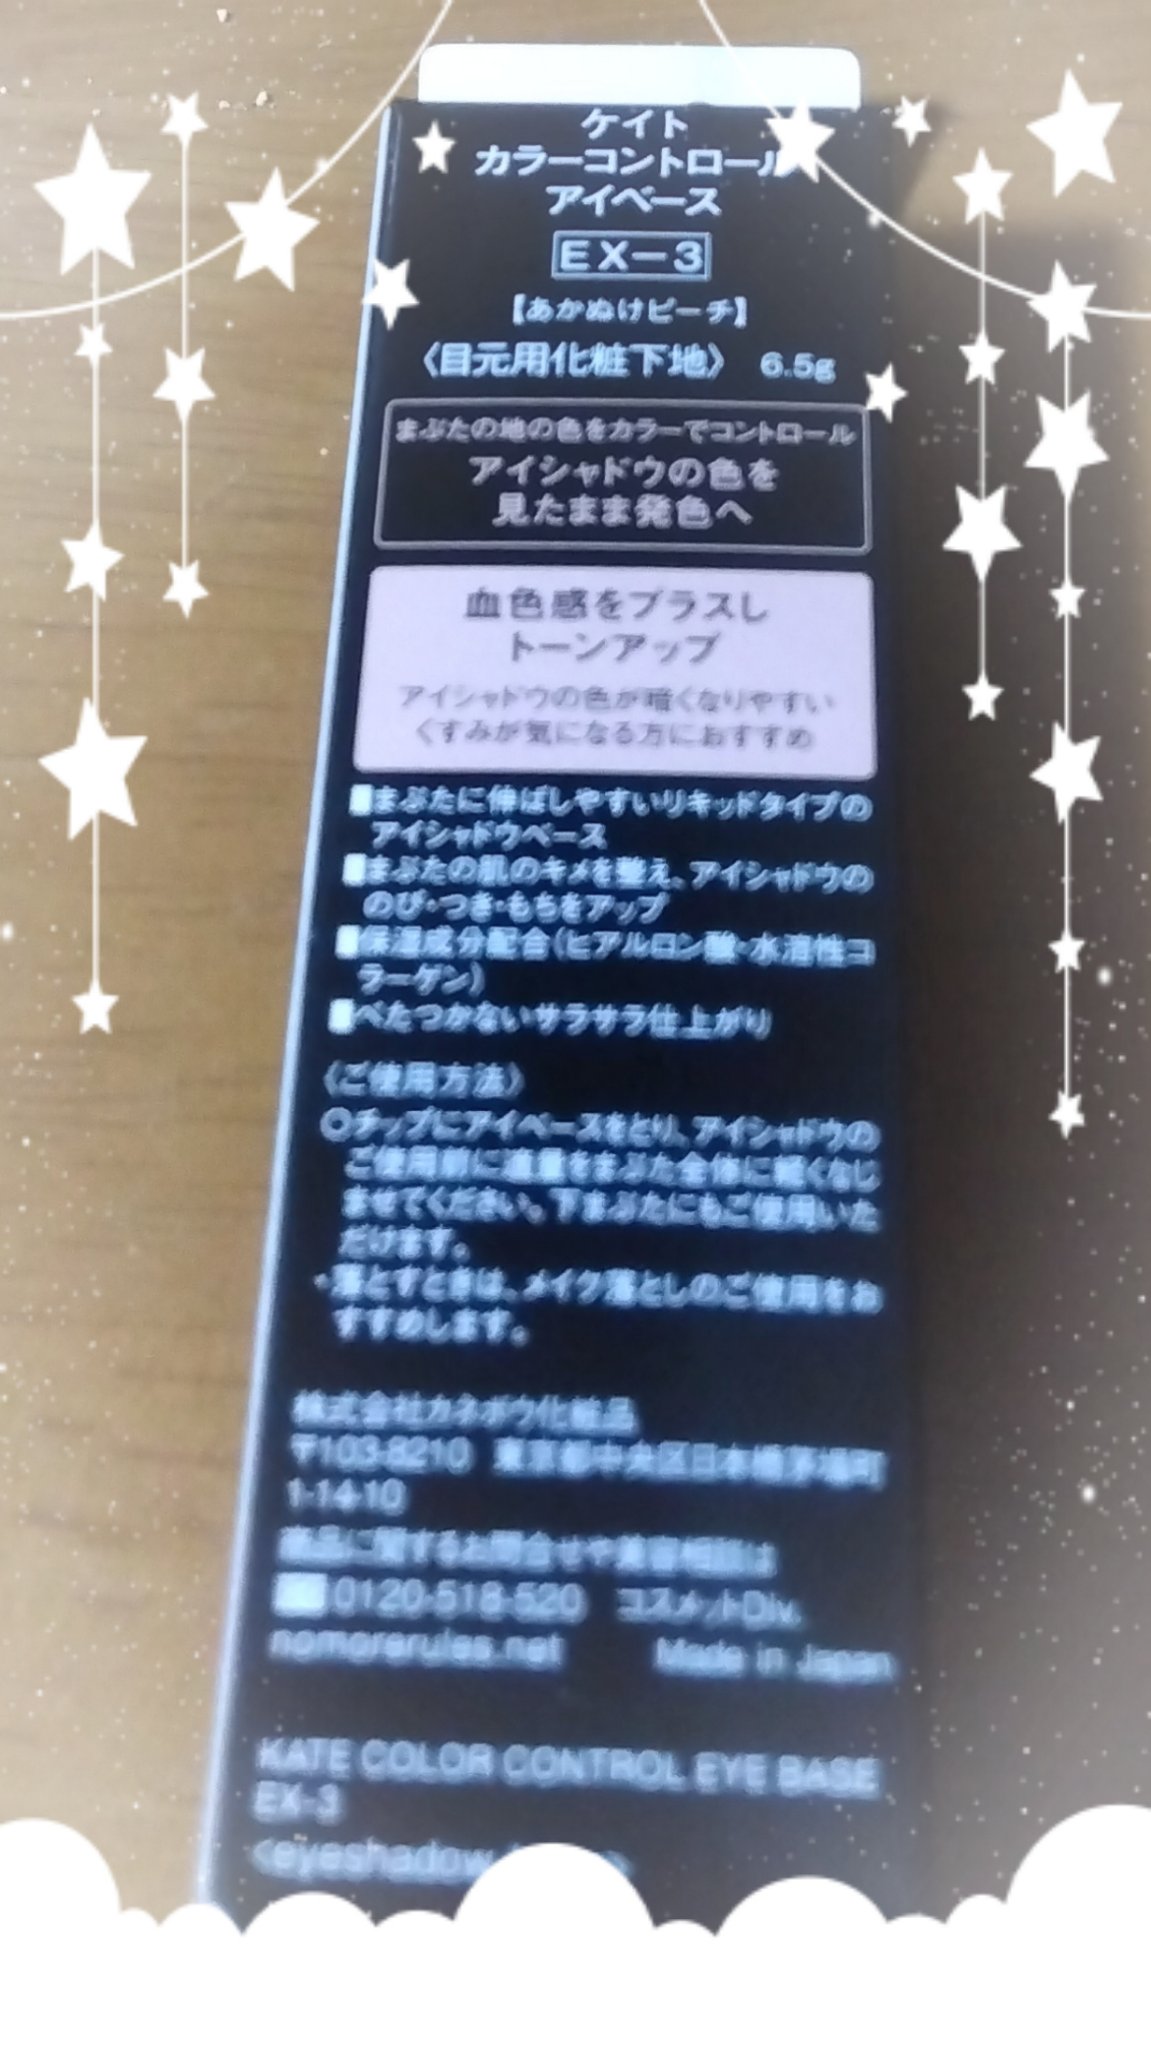 ケイト
カラーコントロール
アイベース
EX-3
【あかぬけピーチ】
〈目元用化粧下地〉 6.5g
まぶたの地の色をカラーでコントロール
アイシャドウの色を
見たまま発色へ
血色感をプラスし
トーンアップ
アイシャドウの色が暗くなりやすい
くすみが気になる方におすすめ
■まぶたに伸ばしやすいリキッドタイプの
アイシャドウベース
■まぶたの肌のキメを整え、アイシャドウの
のび・つき・もちをアップ
■保湿成分配合(ヒアルロン酸・水溶性コ
ラーゲン)
■べたつかないサラサラ仕上がり
〈ご使用方法〉
○チップにアイベースをとり、アイシャドウの
ご使用前に適量をまぶた全体に軽くなじ
ませてください。下まぶたにもご使用いた
だけます。
・落とすときは、メイク落としのご使用をお
すすめします。
株式会社カネボウ化粧品
〒103-8210 東京都中央区日本橋茅場町
1-14-10
商品に関するお問合せや美容相談は
0120-518-520 コスメットDiv.
nomorerules.net Made in Japan
KATE COLOR CONTROL EYE BASE
EX-3
<eyeshadow